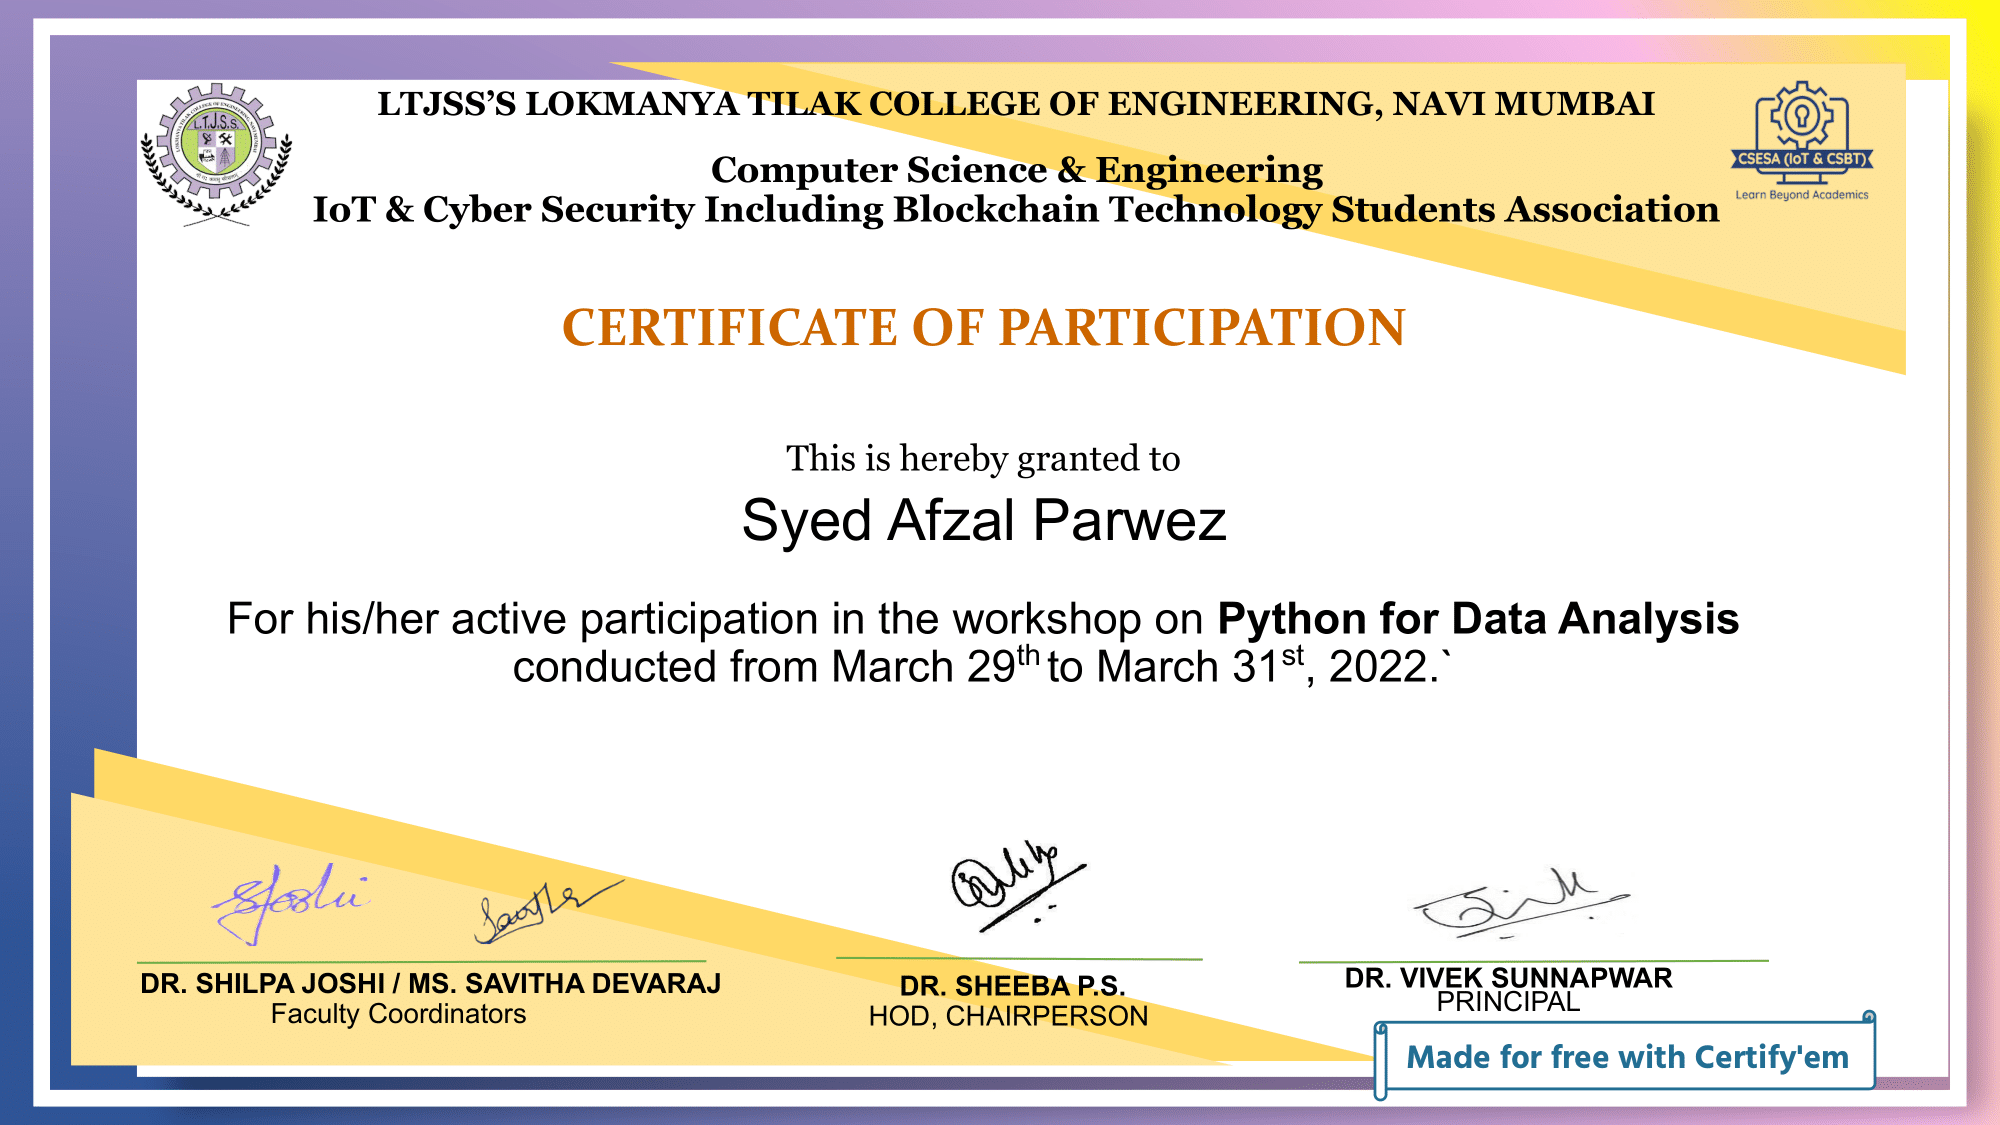 LTJSS’S LOKMANYA TILAK COLLEGE OF ENGINEERING, NAVI MUMBAI
L.T.J.S.S.
CSESA (IoT & CSBT)
Learn Beyond Academics
Computer Science & Engineering
IoT & Cyber Security Including Blockchain Technology Students Association
CERTIFICATE OF PARTICIPATION
This is hereby granted to
Syed Afzal Parwez
For his/her active participation in the workshop on Python for Data Analysis
conducted from March 29th to March 31st, 2022.`
DR. SHILPA JOSHI / MS. SAVITHA DEVARAJ
Faculty Coordinators
DR. SHEEBA P.S.
HOD, CHAIRPERSON
DR. VIVEK SUNNAPWAR
PRINCIPAL
Made for free with Certify'em